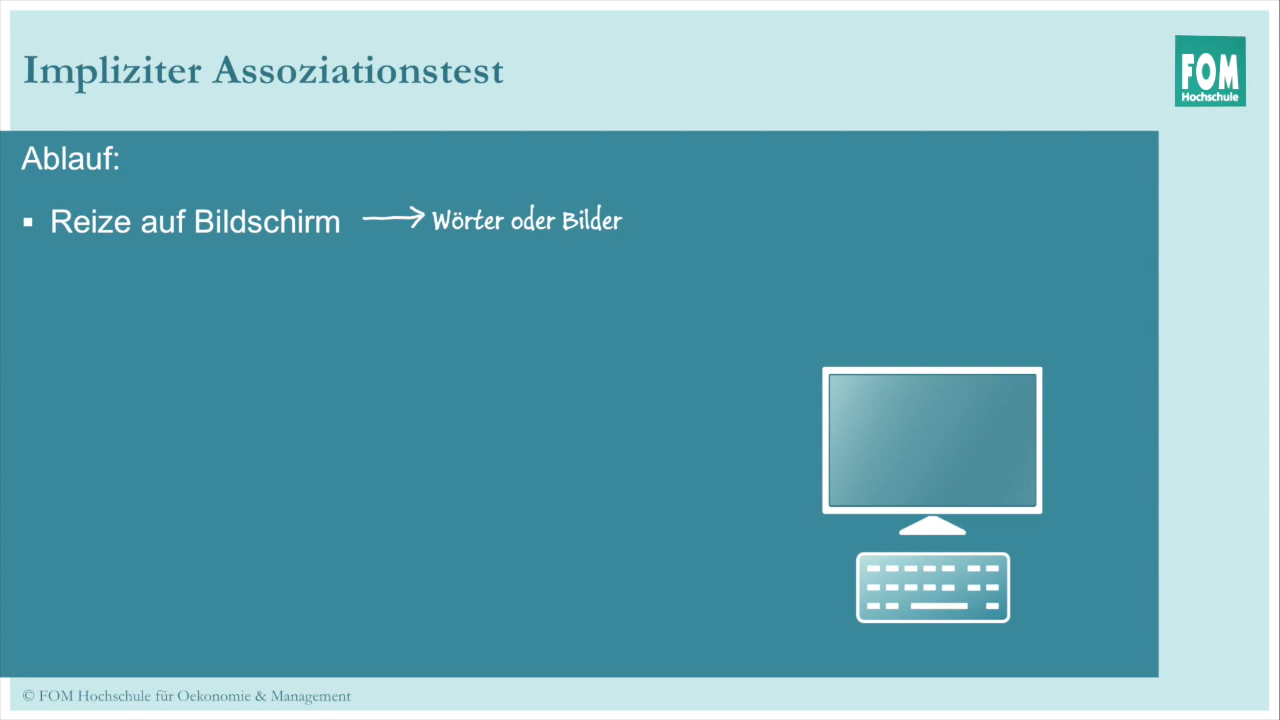 Impliziter Assoziationstest
FOM
Hochschule
Ablauf:
▪ Reize auf Bildschirm → Wörter oder Bilder
© FOM Hochschule für Oekonomie & Management